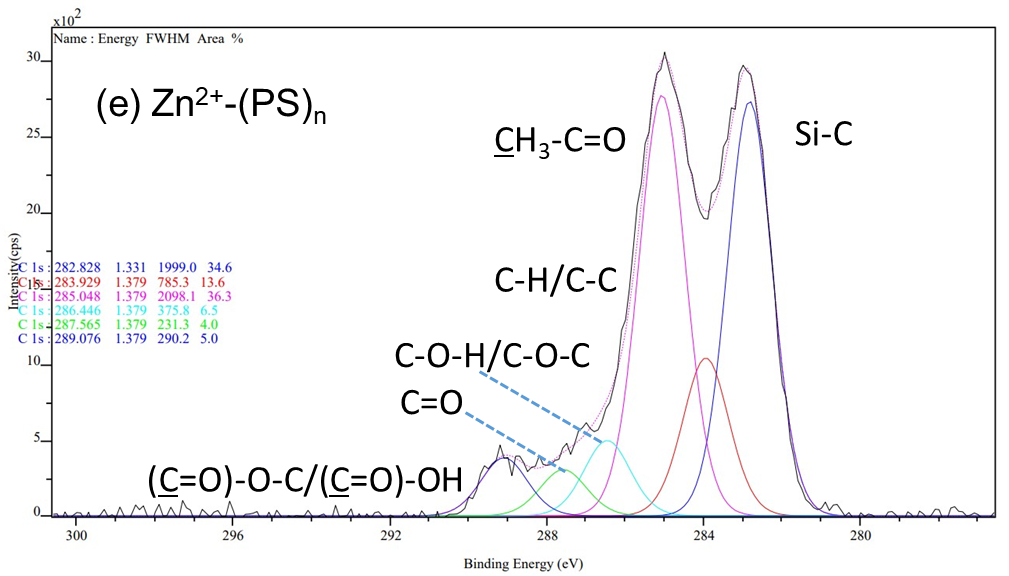 x10²
Name : Energy FWHM Area %
(e) Zn²⁺-(PS)ₙ
CH₃-C=O
Si-C
C-H/C-C
C-O-H/C-O-C
C=O
(C=O)-O-C/(C=O)-OH
C 1s : 282.828 1.331 1999.0 34.6
C 1s : 283.929 1.379 785.3 13.6
C 1s : 285.048 1.379 2098.1 36.3
C 1s : 286.446 1.379 375.8 6.5
C 1s : 287.565 1.379 231.3 4.0
C 1s : 289.076 1.379 290.2 5.0
Intensity(cps)
30
25
20
15
10
5
0
300 296 292 288 284 280
Binding Energy (eV)